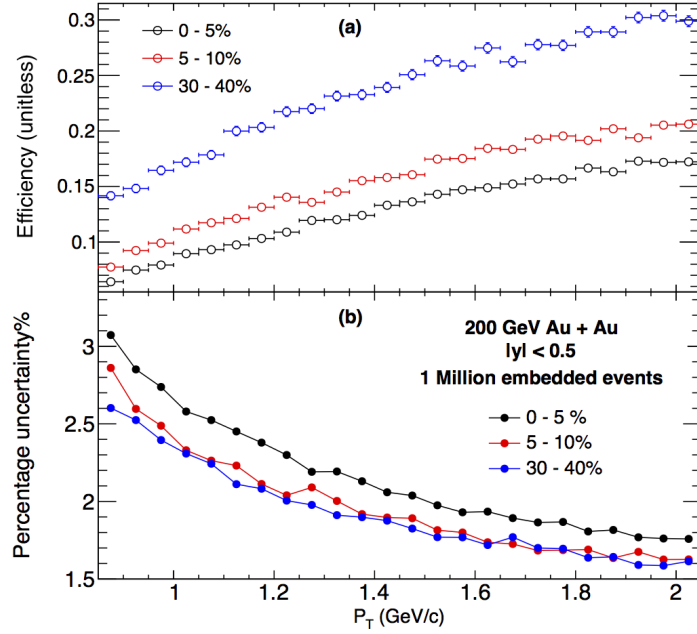 (a)
0 - 5%
5 - 10%
30 - 40%
Efficiency (unitless)
0.3
0.25
0.2
0.15
0.1
(b)
200 GeV Au + Au
|y| < 0.5
1 Million embedded events
0 - 5 %
5 - 10%
30 - 40%
Percentage uncertainty%
3
2.5
2
1.5
1
1.2
1.4
1.6
1.8
2
P_T (GeV/c)